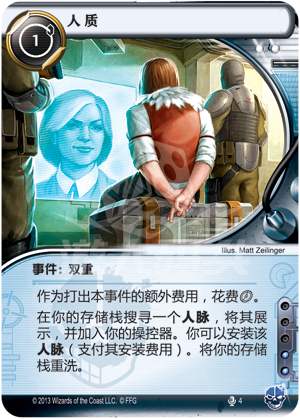 人质
1
Illus. Matt Zeilinger
事件：双重
作为打出本事件的额外费用，花费。
在你的存储栈搜寻一个人脉，将其展
示，并加入你的操控器。你可以安装该
人脉（支付其安装费用）。将你的存储
栈重洗。
© 2013 Wizards of the Coast LLC. © FFG
4